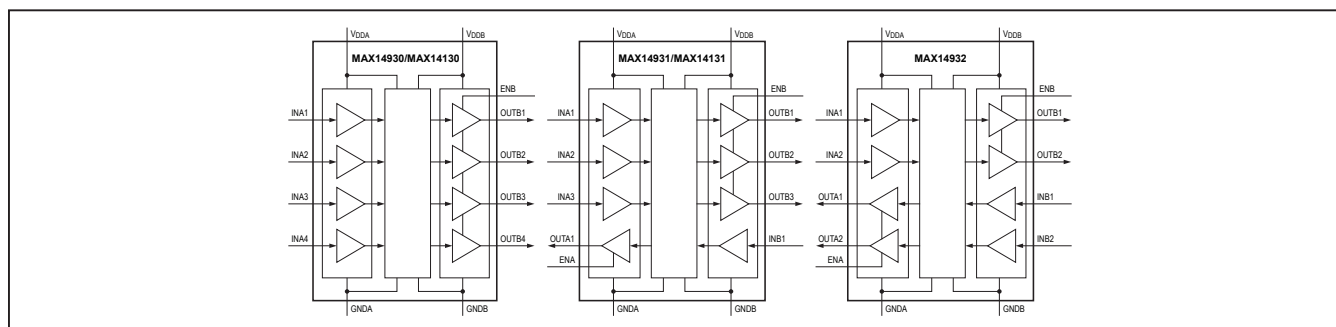 VDDA VDDB
MAX14930/MAX14130
ENB
INA1 OUTB1
INA2 OUTB2
INA3 OUTB3
INA4 OUTB4
GNDA GNDB
VDDA VDDB
MAX14931/MAX14131
ENB
INA1 OUTB1
INA2 OUTB2
INA3 OUTB3
OUTA1 INB1
ENA
GNDA GNDB
VDDA VDDB
MAX14932
ENB
INA1 OUTB1
INA2 OUTB2
OUTA1 INB1
OUTA2 INB2
ENA
GNDA GNDB